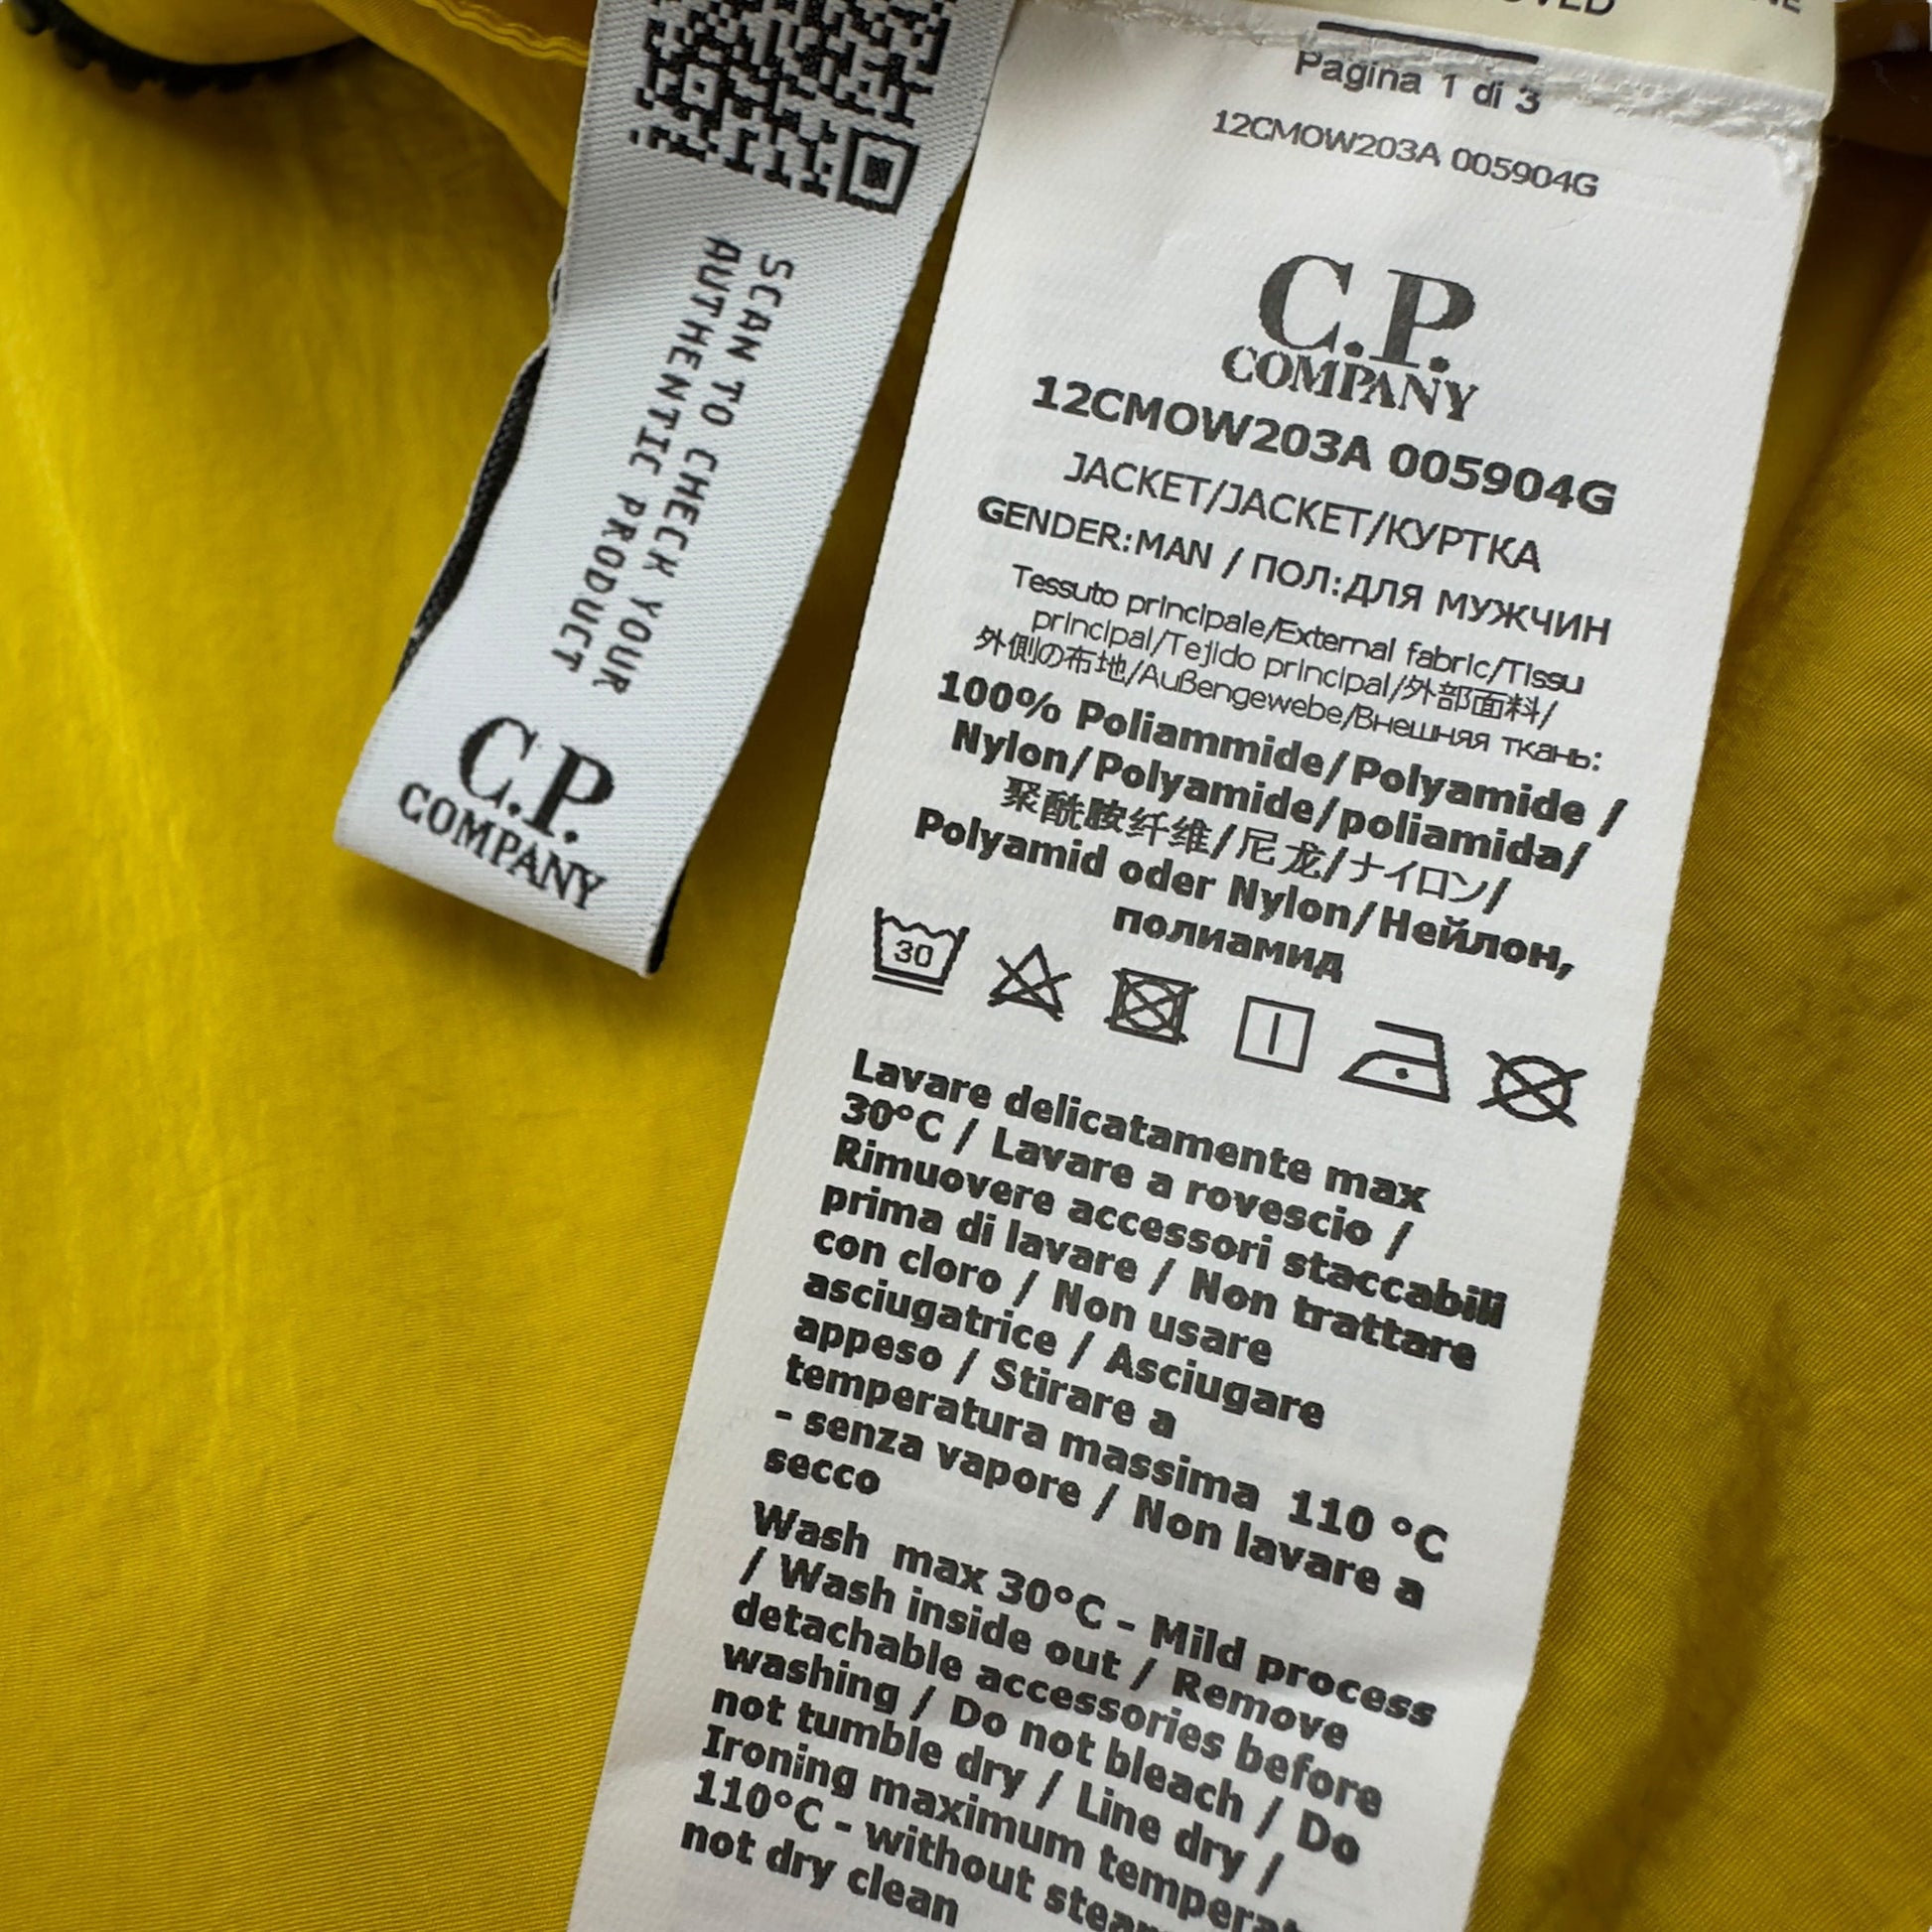 SCAN TO CHECK YOUR
AUTHENTIC PRODUCT
C.P.
COMPANY
Pagina 1 di 3
12CMOW203A 005904G
C.P.
COMPANY
12CMOW203A 005904G
JACKET/JACKET/КУРТКА
GENDER:MAN / ПОЛ:ДЛЯ МУЖЧИН
Tessuto principale/External fabric/Tissu
principal/Tejido principal/外部面料/
外側の布地/Außengewebe/Внешняя ткань:
100% Poliammide/Polyamide /
Nylon/Polyamide/poliamida/
聚酰胺纤维/尼龙/ナイロン/
Polyamid oder Nylon/Нейлон,
полиамид
30
Lavare delicatamente max
30°C / Lavare a rovescio /
Rimuovere accessori staccabili
prima di lavare / Non trattare
con cloro / Non usare
asciugatrice / Asciugare
appeso / Stirare a
temperatura massima 110 °C
- senza vapore / Non lavare a
secco
Wash max 30°C - Mild process
/ Wash inside out / Remove
detachable accessories before
washing / Do not bleach / Do
not tumble dry / Line dry /
Ironing maximum
110°C - without
not dry clean